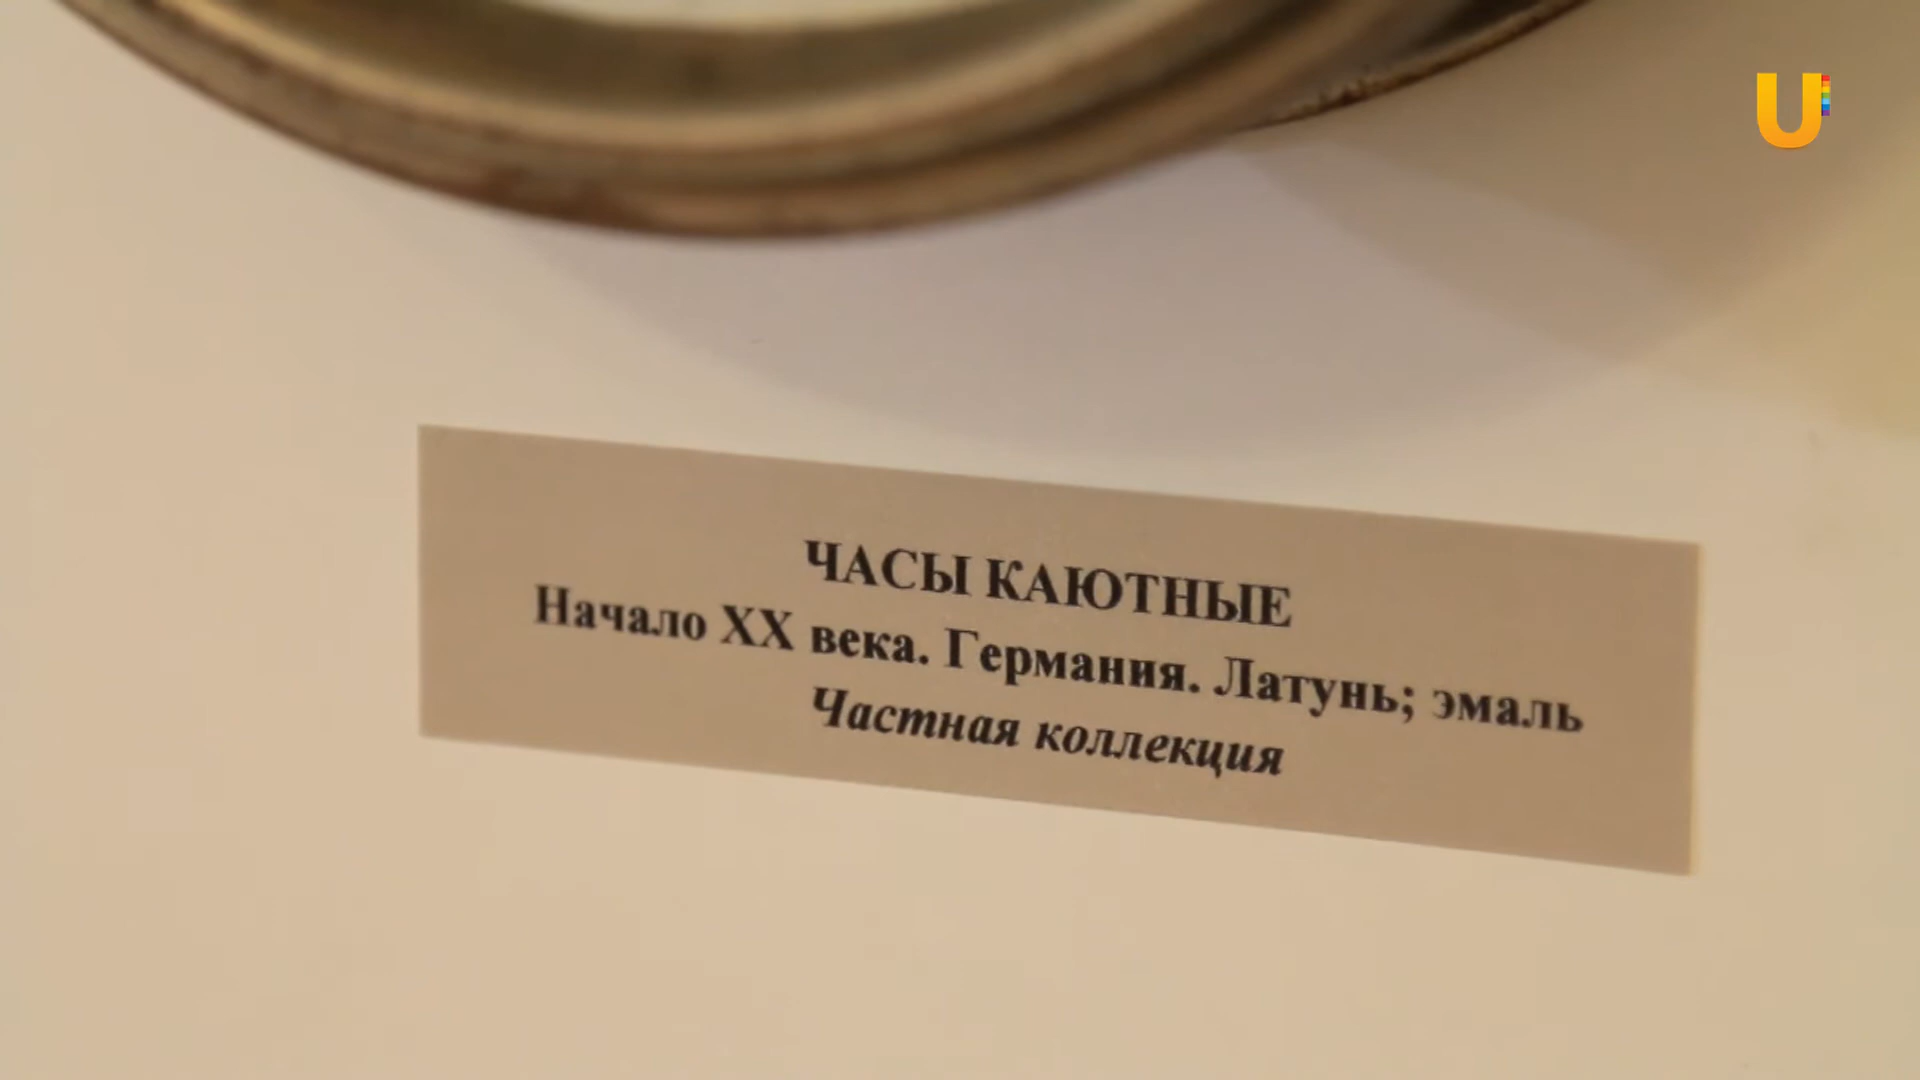 U
ЧАСЫ КАЮТНЫЕ
Начало XX века. Германия. Латунь; эмаль
Частная коллекция